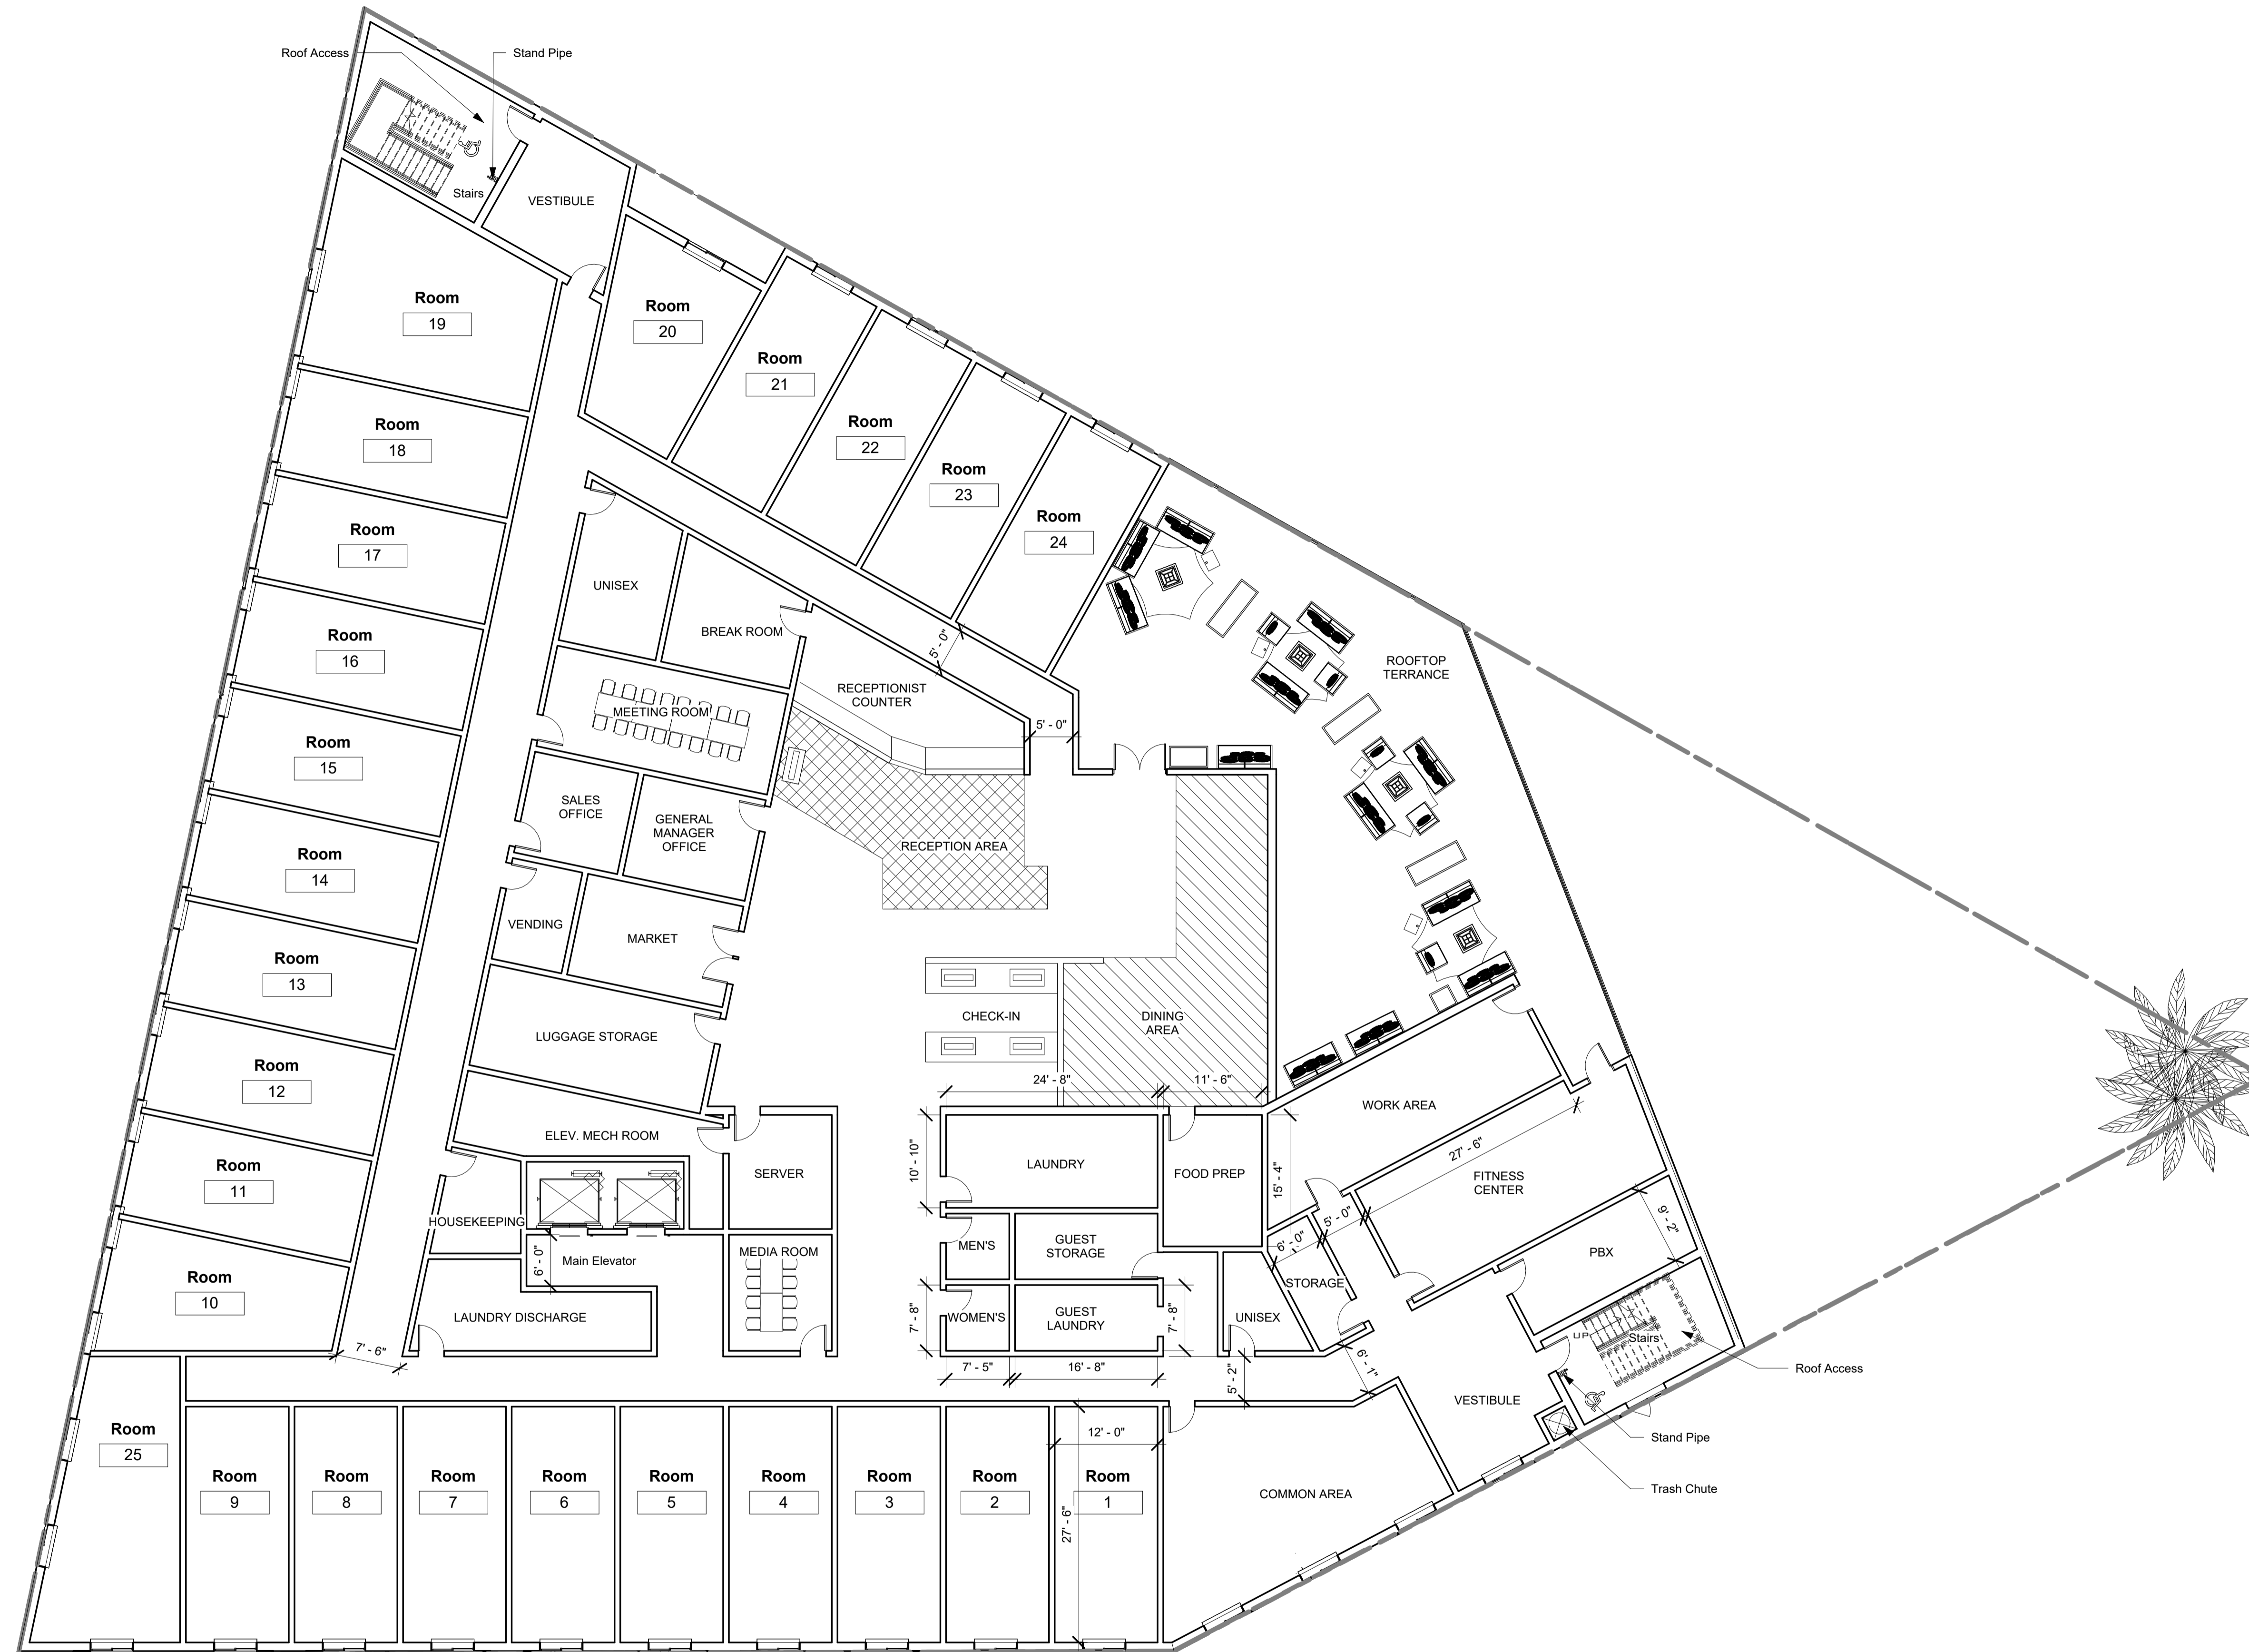 Roof Access
Stand Pipe
Stairs
VESTIBULE
Room
19
Room
20
Room
21
Room
18
Room
22
Room
23
Room
17
Room
24
UNISEX
BREAK ROOM
5' - 0"
Room
16
ROOFTOP
TERRANCE
RECEPTIONIST
COUNTER
MEETING ROOM
5' - 0"
Room
15
SALES
OFFICE
GENERAL
MANAGER
OFFICE
RECEPTION AREA
Room
14
VENDING
MARKET
Room
13
LUGGAGE STORAGE
CHECK-IN
DINING
AREA
Room
12
24' - 8"
11' - 6"
WORK AREA
ELEV. MECH ROOM
Room
11
SERVER
10' - 10"
LAUNDRY
FOOD PREP
15' - 4"
27' - 6"
FITNESS
CENTER
HOUSEKEEPING
5' - 0"
9' - 2"
6' - 0"
Main Elevator
MEDIA ROOM
MEN'S
GUEST
STORAGE
6' - 0"
PBX
Room
10
STORAGE
LAUNDRY DISCHARGE
7' - 8"
WOMEN'S
GUEST
LAUNDRY
7' - 8"
UNISEX
UP
Stairs
7' - 6"
7' - 5"
16' - 8"
5' - 2"
6' - 1"
Roof Access
VESTIBULE
Room
25
12' - 0"
Stand Pipe
Room
9
Room
8
Room
7
Room
6
Room
5
Room
4
Room
3
Room
2
Room
1
27' - 6"
COMMON AREA
Trash Chute